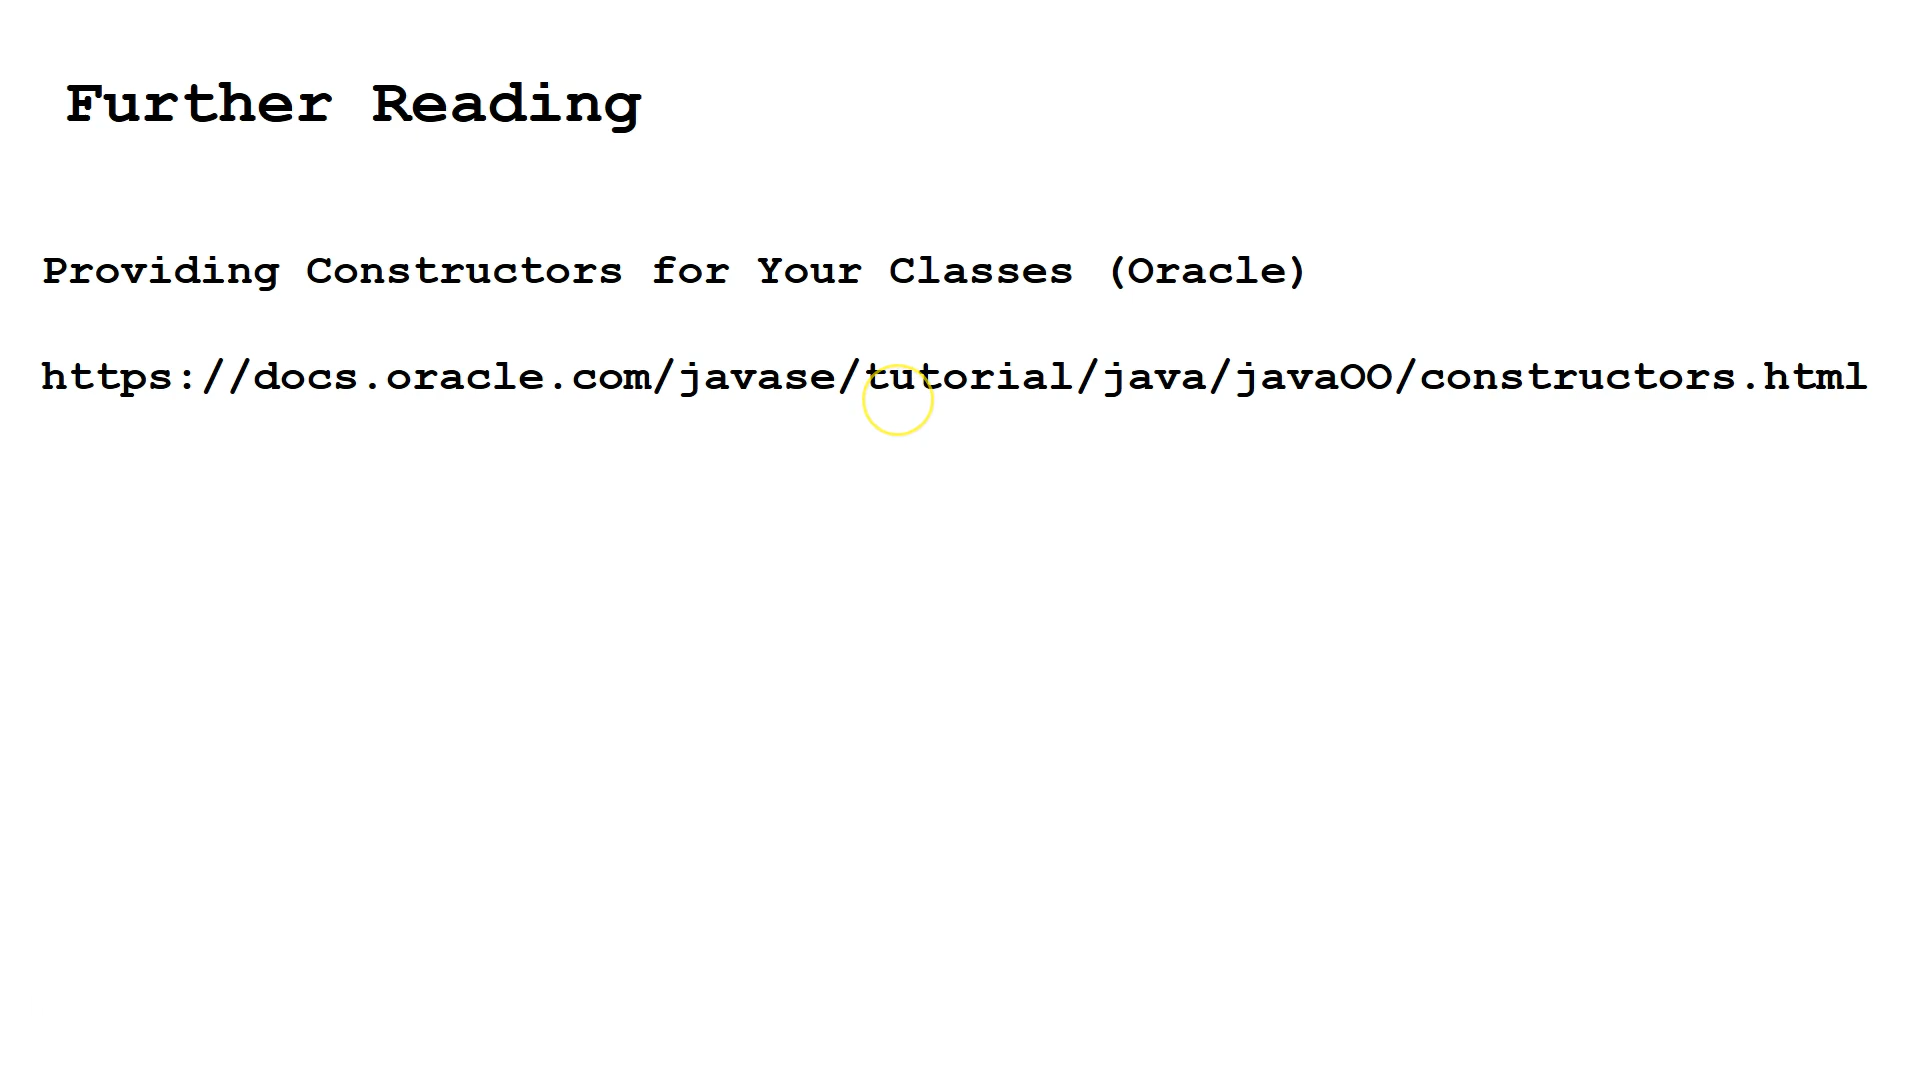 Further Reading
Providing Constructors for Your Classes (Oracle)
https://docs.oracle.com/javase/tutorial/java/javaOO/constructors.html